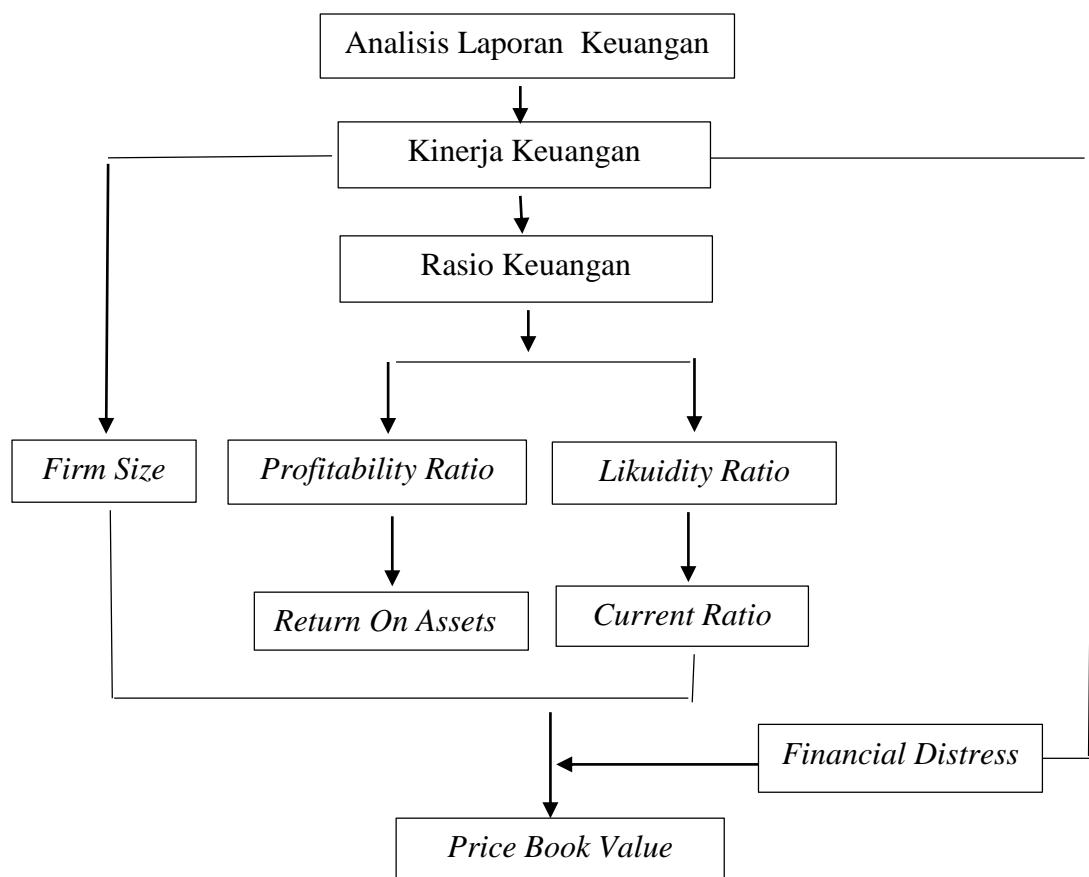 Analisis Laporan Keuangan
Kinerja Keuangan
Rasio Keuangan
Firm Size
Profitability Ratio
Likuidity Ratio
Return On Assets
Current Ratio
Financial Distress
Price Book Value